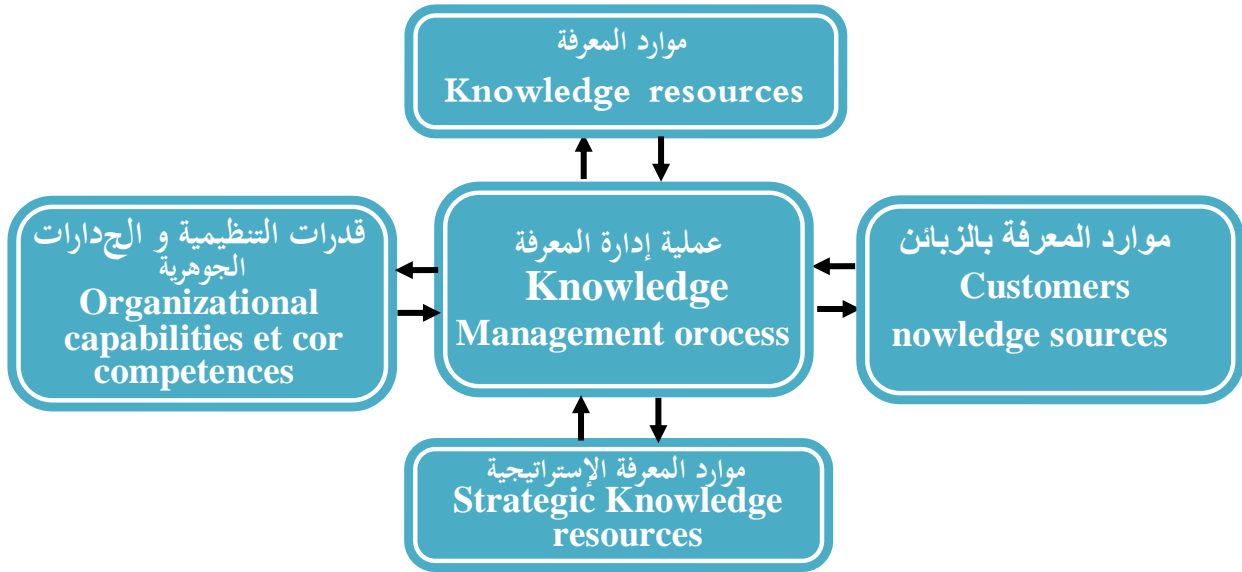 موارد المعرفة
Knowledge resources
قدرات التنظيمية و الجدارات
الجوهرية
Organizational
capabilities et cor
competences
عملية إدارة المعرفة
Knowledge
Management orocess
موارد المعرفة بالزبائن
Customers
nowledge sources
موارد المعرفة الإستراتيجية
Strategic Knowledge
resources